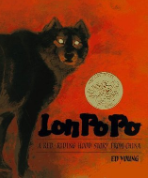 Lon Po Po
A RED-RIDING HOOD STORY FROM CHINA
ED YOUNG